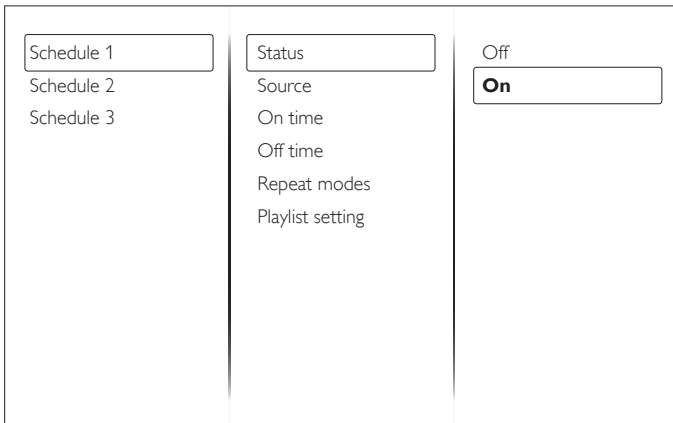 Schedule 1
Schedule 2
Schedule 3
Status
Source
On time
Off time
Repeat modes
Playlist setting
Off
On